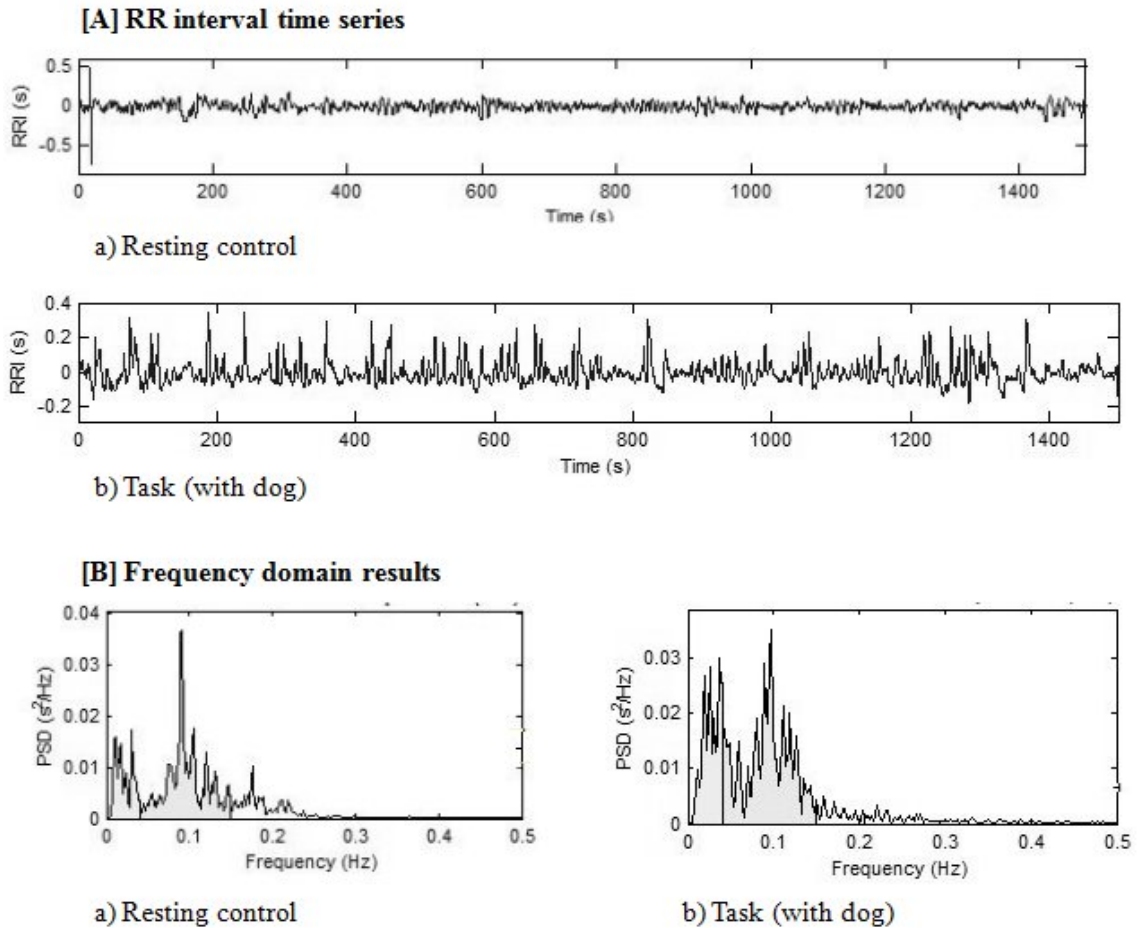 [A] RR interval time series
RRI (s)
0.5
0
-0.5
0 200 400 600 800 1000 1200 1400
Time (s)
a) Resting control
RRI (s)
0.4
0.2
0
-0.2
0 200 400 600 800 1000 1200 1400
Time (s)
b) Task (with dog)
[B] Frequency domain results
PSD (s²/Hz)
0.04
0.03
0.02
0.01
0
0 0.1 0.2 0.3 0.4 0.5
Frequency (Hz)
a) Resting control
PSD (s²/Hz)
0.03
0.02
0.01
0
0 0.1 0.2 0.3 0.4 0.5
Frequency (Hz)
b) Task (with dog)